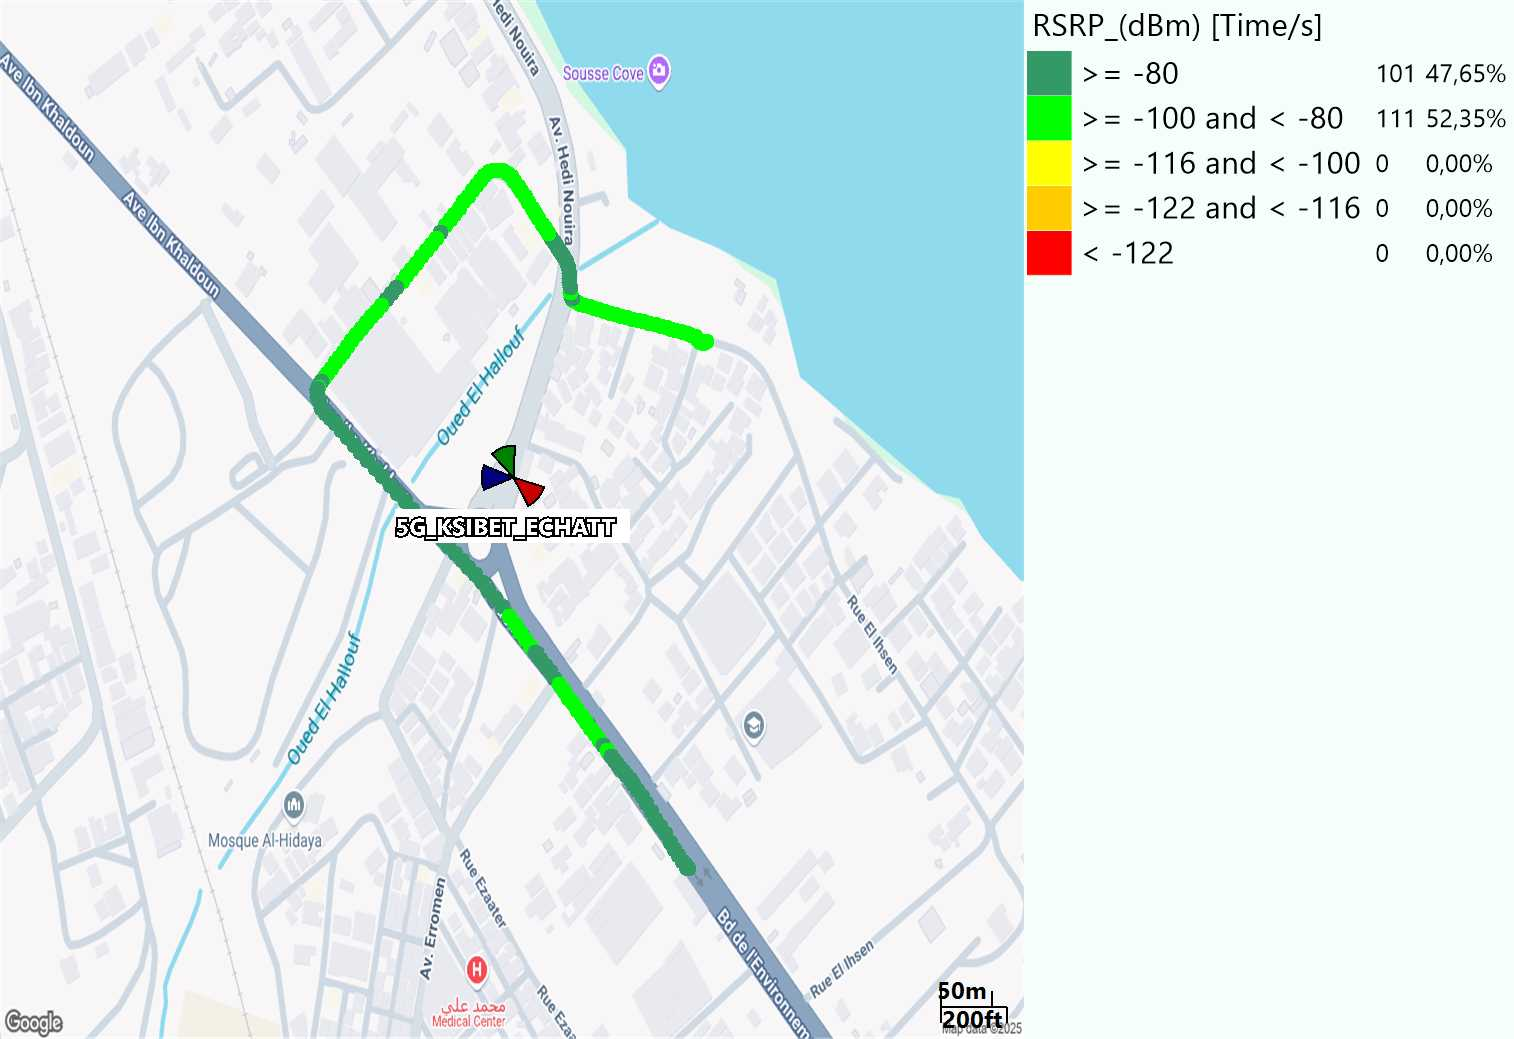 RSRP_(dBm) [Time/s]
>= -80 101 47,65%
>= -100 and < -80 111 52,35%
>= -116 and < -100 0 0,00%
>= -122 and < -116 0 0,00%
< -122 0 0,00%
Hedi Nouira
Sousse Cove
Ave Ibn Khaldoun
Av. Hedi Nouira
Ave Ibn Khaldoun
Oued El Hallouf
5G_KSIBET_ECHATT
Rue El Ihsen
Oued El Hallouf
Mosque Al-Hidaya
Rue Ezaater
Av. Erromen
Bd de l'Environnem
Rue El Ihsen
H
محمد علي
Medical Center
Rue Ezaa
50m
200ft
Google
Map data ©2025